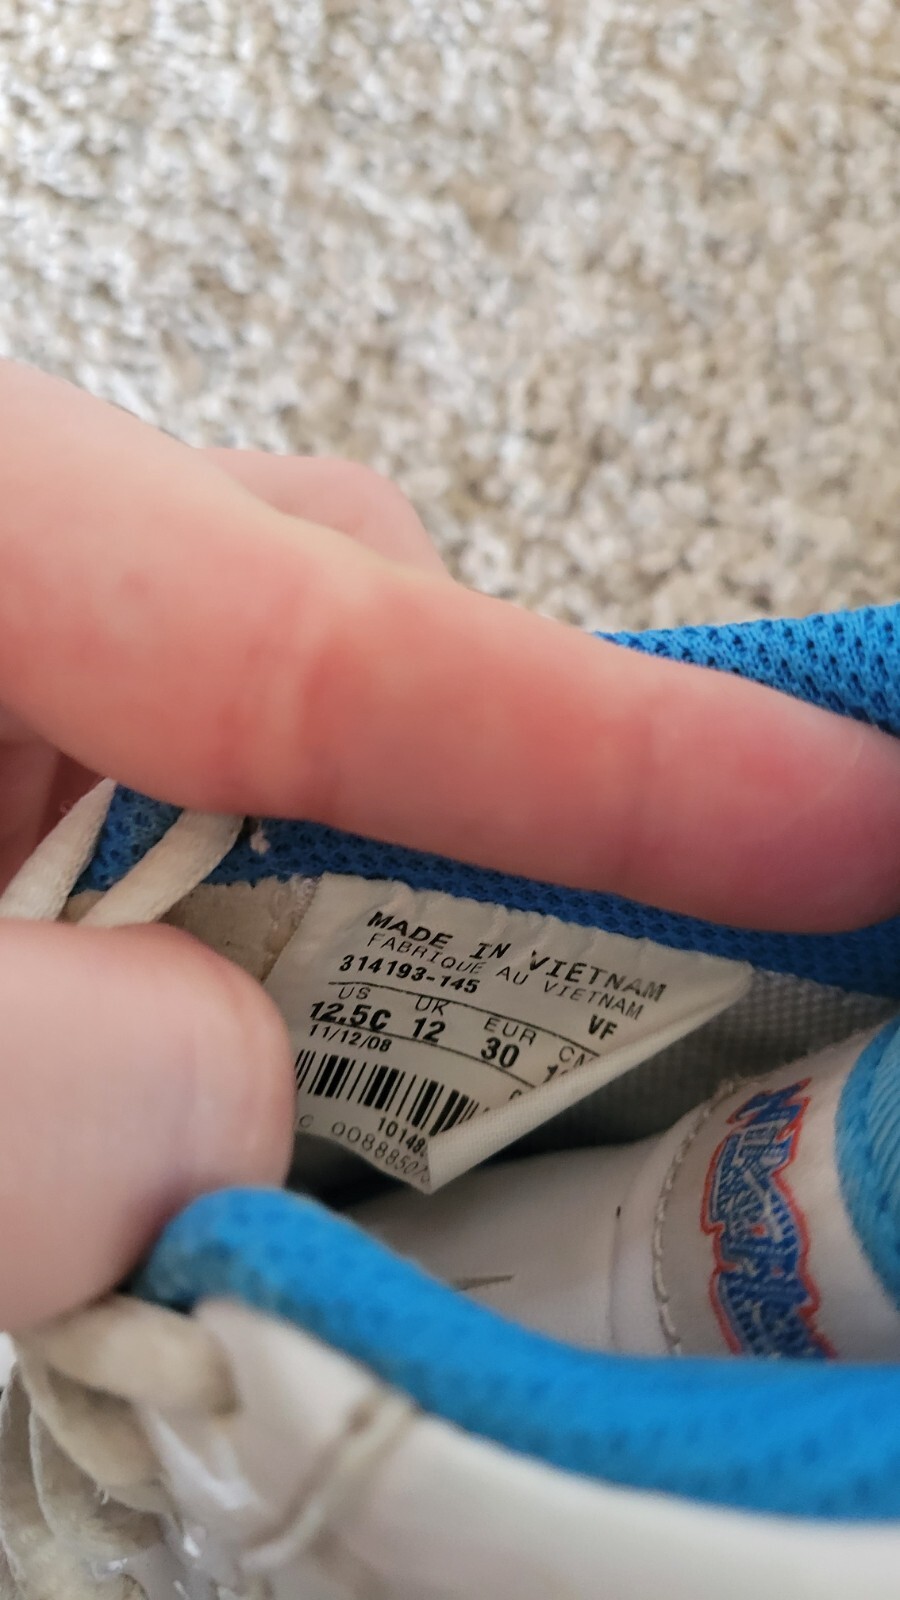 MADE IN VIETNAM
FABRIQUE AU VIETNAM
314193-145 VF
US UK EUR CN
12.5C 12 30
11/12/08